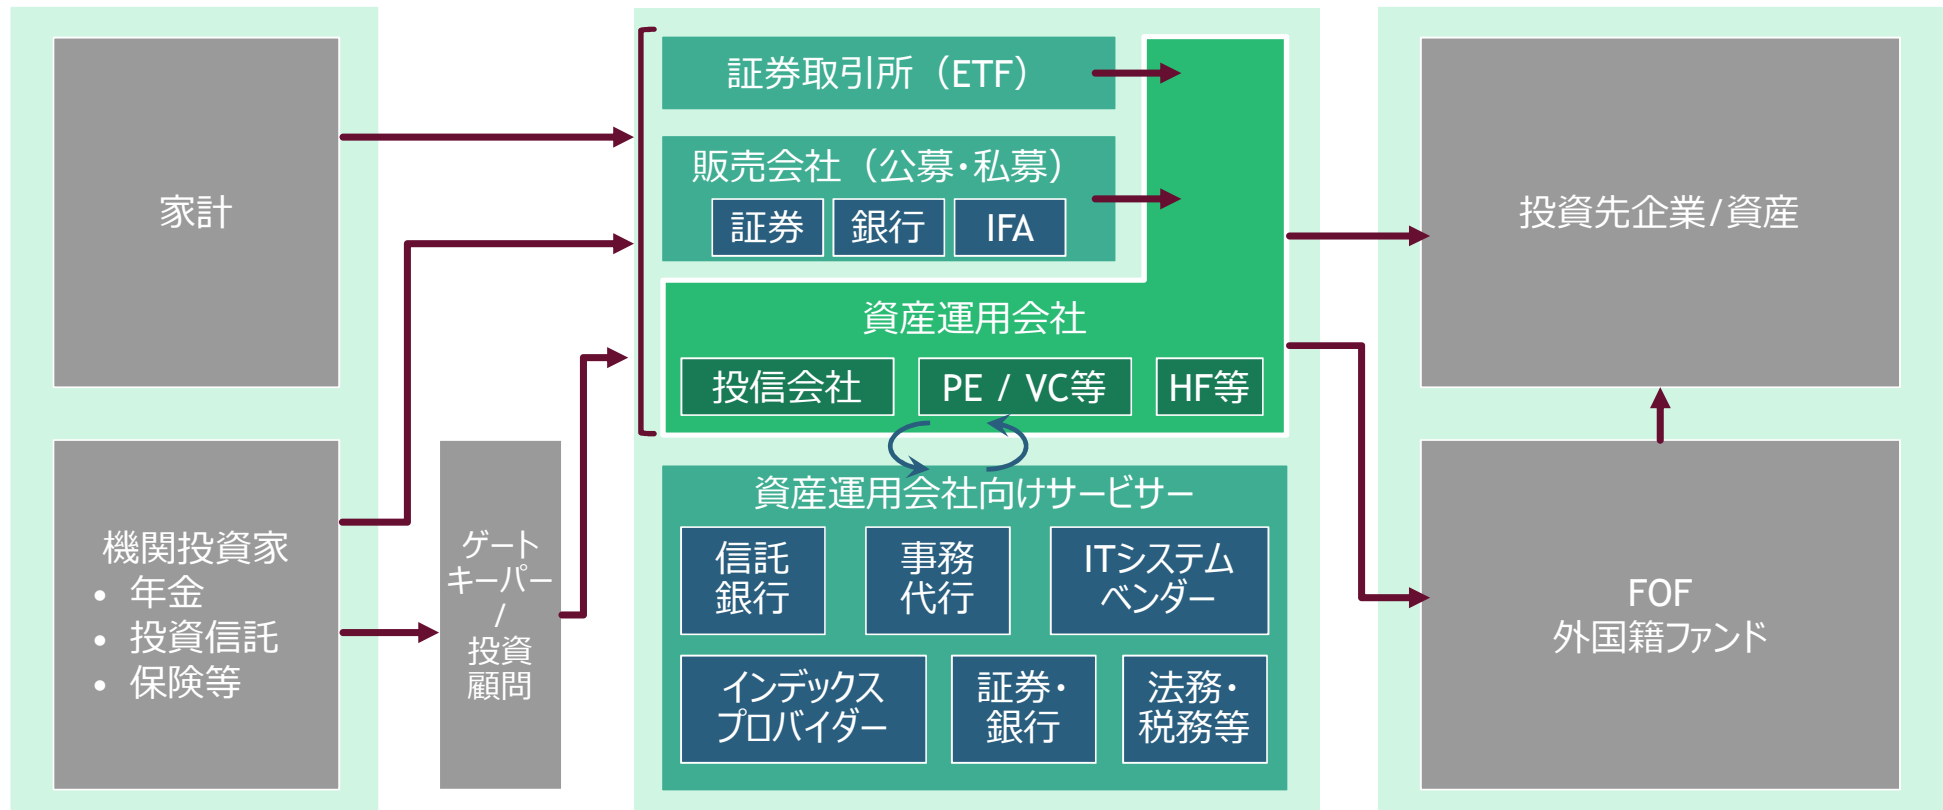 家計
機関投資家
• 年金
• 投資信託
• 保険等
ゲート
キーパー
/
投資
顧問
証券取引所（ETF）
販売会社（公募・私募）
証券
銀行
IFA
資産運用会社
投信会社
PE / VC等
HF等
資産運用会社向けサービサー
信託
銀行
事務
代行
ITシステム
ベンダー
インデックス
プロバイダー
証券・
銀行
法務・
税務等
投資先企業/資産
FOF
外国籍ファンド